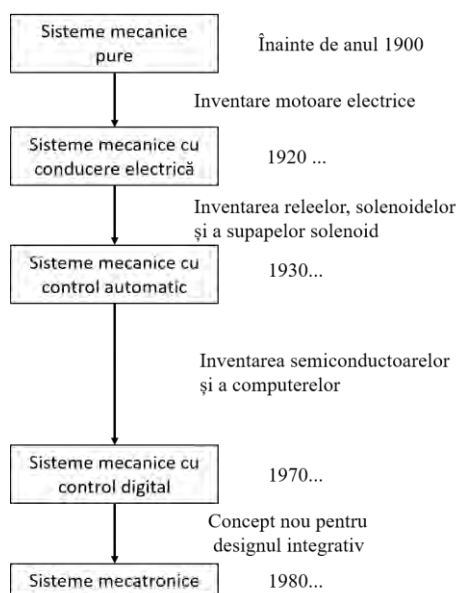 Sisteme mecanice
pure
Înainte de anul 1900
Inventare motoare electrice
Sisteme mecanice cu
conducere electrică
1920 ...
Inventarea releelor, solenoidelor
și a supapelor solenoid
Sisteme mecanice cu
control automatic
1930...
Inventarea semiconductoarelor
și a computerelor
Sisteme mecanice cu
control digital
1970...
Concept nou pentru
designul integrativ
Sisteme mecatronice
1980...